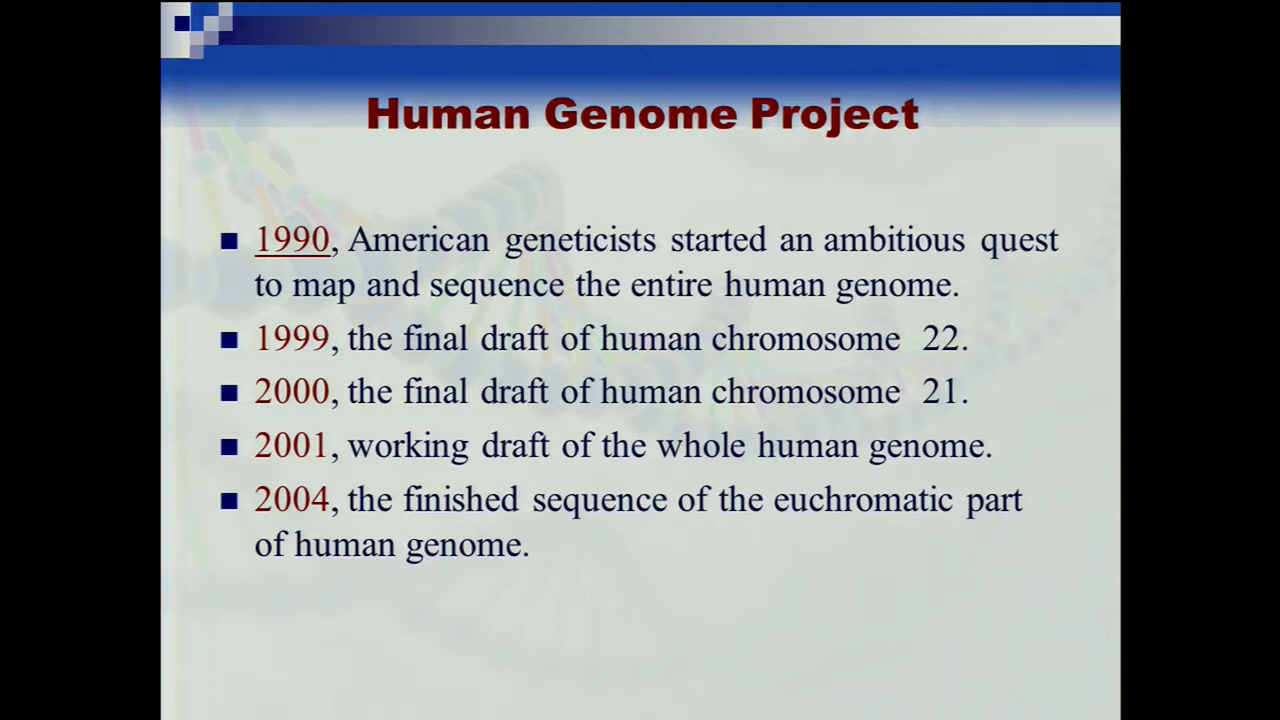 Human Genome Project
1990, American geneticists started an ambitious quest
to map and sequence the entire human genome.
1999, the final draft of human chromosome 22.
2000, the final draft of human chromosome 21.
2001, working draft of the whole human genome.
2004, the finished sequence of the euchromatic part
of human genome.